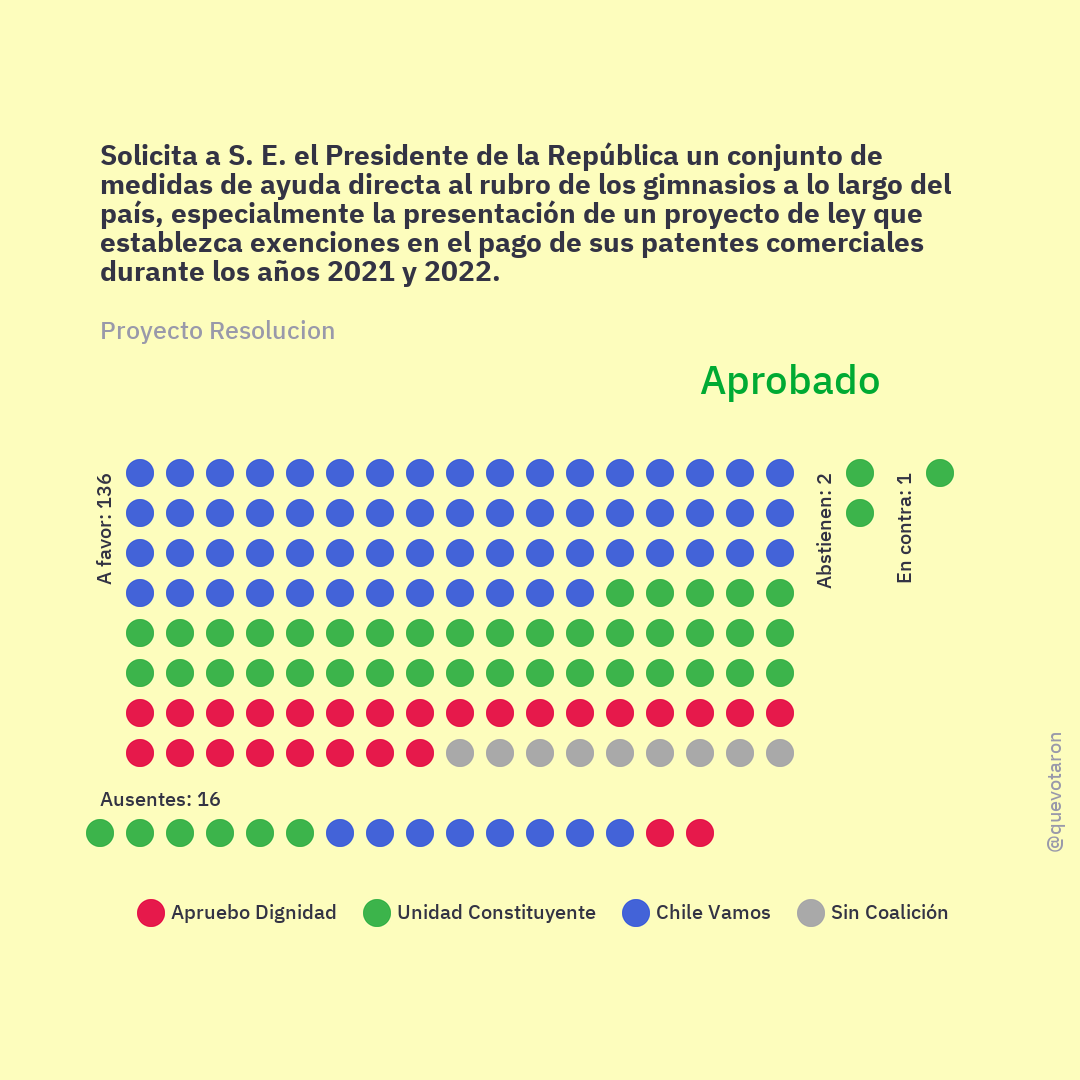 Solicita a S. E. el Presidente de la República un conjunto de
medidas de ayuda directa al rubro de los gimnasios a lo largo del
país, especialmente la presentación de un proyecto de ley que
establezca exenciones en el pago de sus patentes comerciales
durante los años 2021 y 2022.
Proyecto Resolucion
Aprobado
A favor: 136
Abstienen: 2
En contra: 1
Ausentes: 16
@quevotaron
Apruebo Dignidad
Unidad Constituyente
Chile Vamos
Sin Coalición